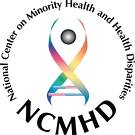 National Center on Minority Health and Health Disparities
NCMHD